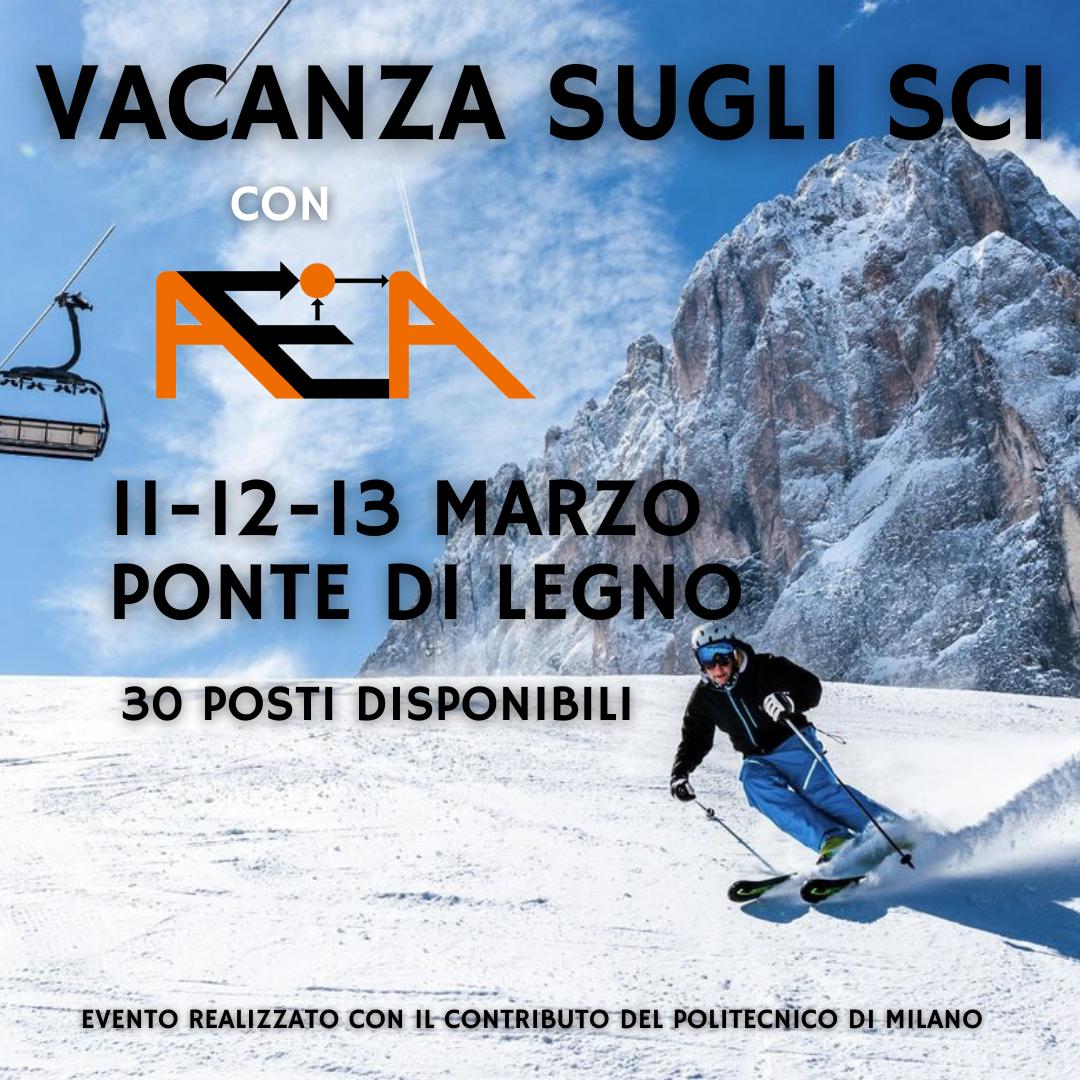 VACANZA SUGLI SCI
CON
AEA
11-12-13 MARZO
PONTE DI LEGNO
30 POSTI DISPONIBILI
EVENTO REALIZZATO CON IL CONTRIBUTO DEL POLITECNICO DI MILANO